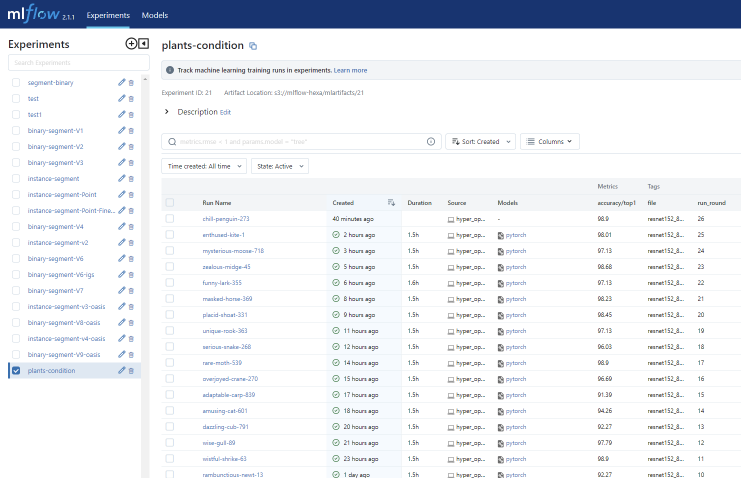 mlflow 2.1.1 Experiments Models
Experiments
Search Experiments
segment-binary
test
test1
binary-segment-V1
binary-segment-V2
binary-segment-V3
instance-segment
instance-segment-Point
instance-segment-Point-Fine...
binary-segment-V4
instance-segment-v2
binary-segment-V6
binary-segment-V6-igs
binary-segment-V7
instance-segment-v3-oasis
binary-segment-V8-oasis
instance-segment-v4-oasis
binary-segment-V9-oasis
plants-condition
plants-condition
Track machine learning training runs in experiments. Learn more
Experiment ID: 21 Artifact Location: s3://mlflow-hexa/mlartifacts/21
Description Edit
metrics.rmse < 1 and params.model = "tree"
Sort: Created
Columns
Time created: All time
State: Active
Metrics Tags
Run Name Created Duration Source Models accuracy/top1 file run_round
chill-penguin-273 40 minutes ago hyper_op... - 98.9 resnet152_8... 26
enthused-kite-1 2 hours ago 1.5h hyper_op... pytorch 98.01 resnet152_8... 25
mysterious-moose-718 3 hours ago 1.5h hyper_op... pytorch 97.13 resnet152_8... 24
zealous-midge-45 5 hours ago 1.5h hyper_op... pytorch 98.68 resnet152_8... 23
funny-lark-355 6 hours ago 1.6h hyper_op... pytorch 97.13 resnet152_8... 22
masked-horse-369 8 hours ago 1.5h hyper_op... pytorch 98.23 resnet152_8... 21
placid-shoat-331 9 hours ago 1.5h hyper_op... pytorch 98.45 resnet152_8... 20
unique-rook-363 11 hours ago 1.5h hyper_op... pytorch 97.13 resnet152_8... 19
serious-snake-268 12 hours ago 1.5h hyper_op... pytorch 96.03 resnet152_8... 18
rare-moth-539 14 hours ago 1.5h hyper_op... pytorch 98.9 resnet152_8... 17
overjoyed-crane-270 15 hours ago 1.5h hyper_op... pytorch 96.69 resnet152_8... 16
adaptable-carp-839 17 hours ago 1.5h hyper_op... pytorch 91.39 resnet152_8... 15
amusing-cat-601 18 hours ago 1.5h hyper_op... pytorch 94.26 resnet152_8... 14
dazzling-cub-791 20 hours ago 1.5h hyper_op... pytorch 92.27 resnet152_8... 13
wise-gull-89 21 hours ago 1.5h hyper_op... pytorch 97.79 resnet152_8... 12
wistful-shrike-63 23 hours ago 1.5h hyper_op... pytorch 98.9 resnet152_8... 11
rambunctious-newt-13 1 day ago 1.5h hyper_op... pytorch 92.27 resnet152_8... 10